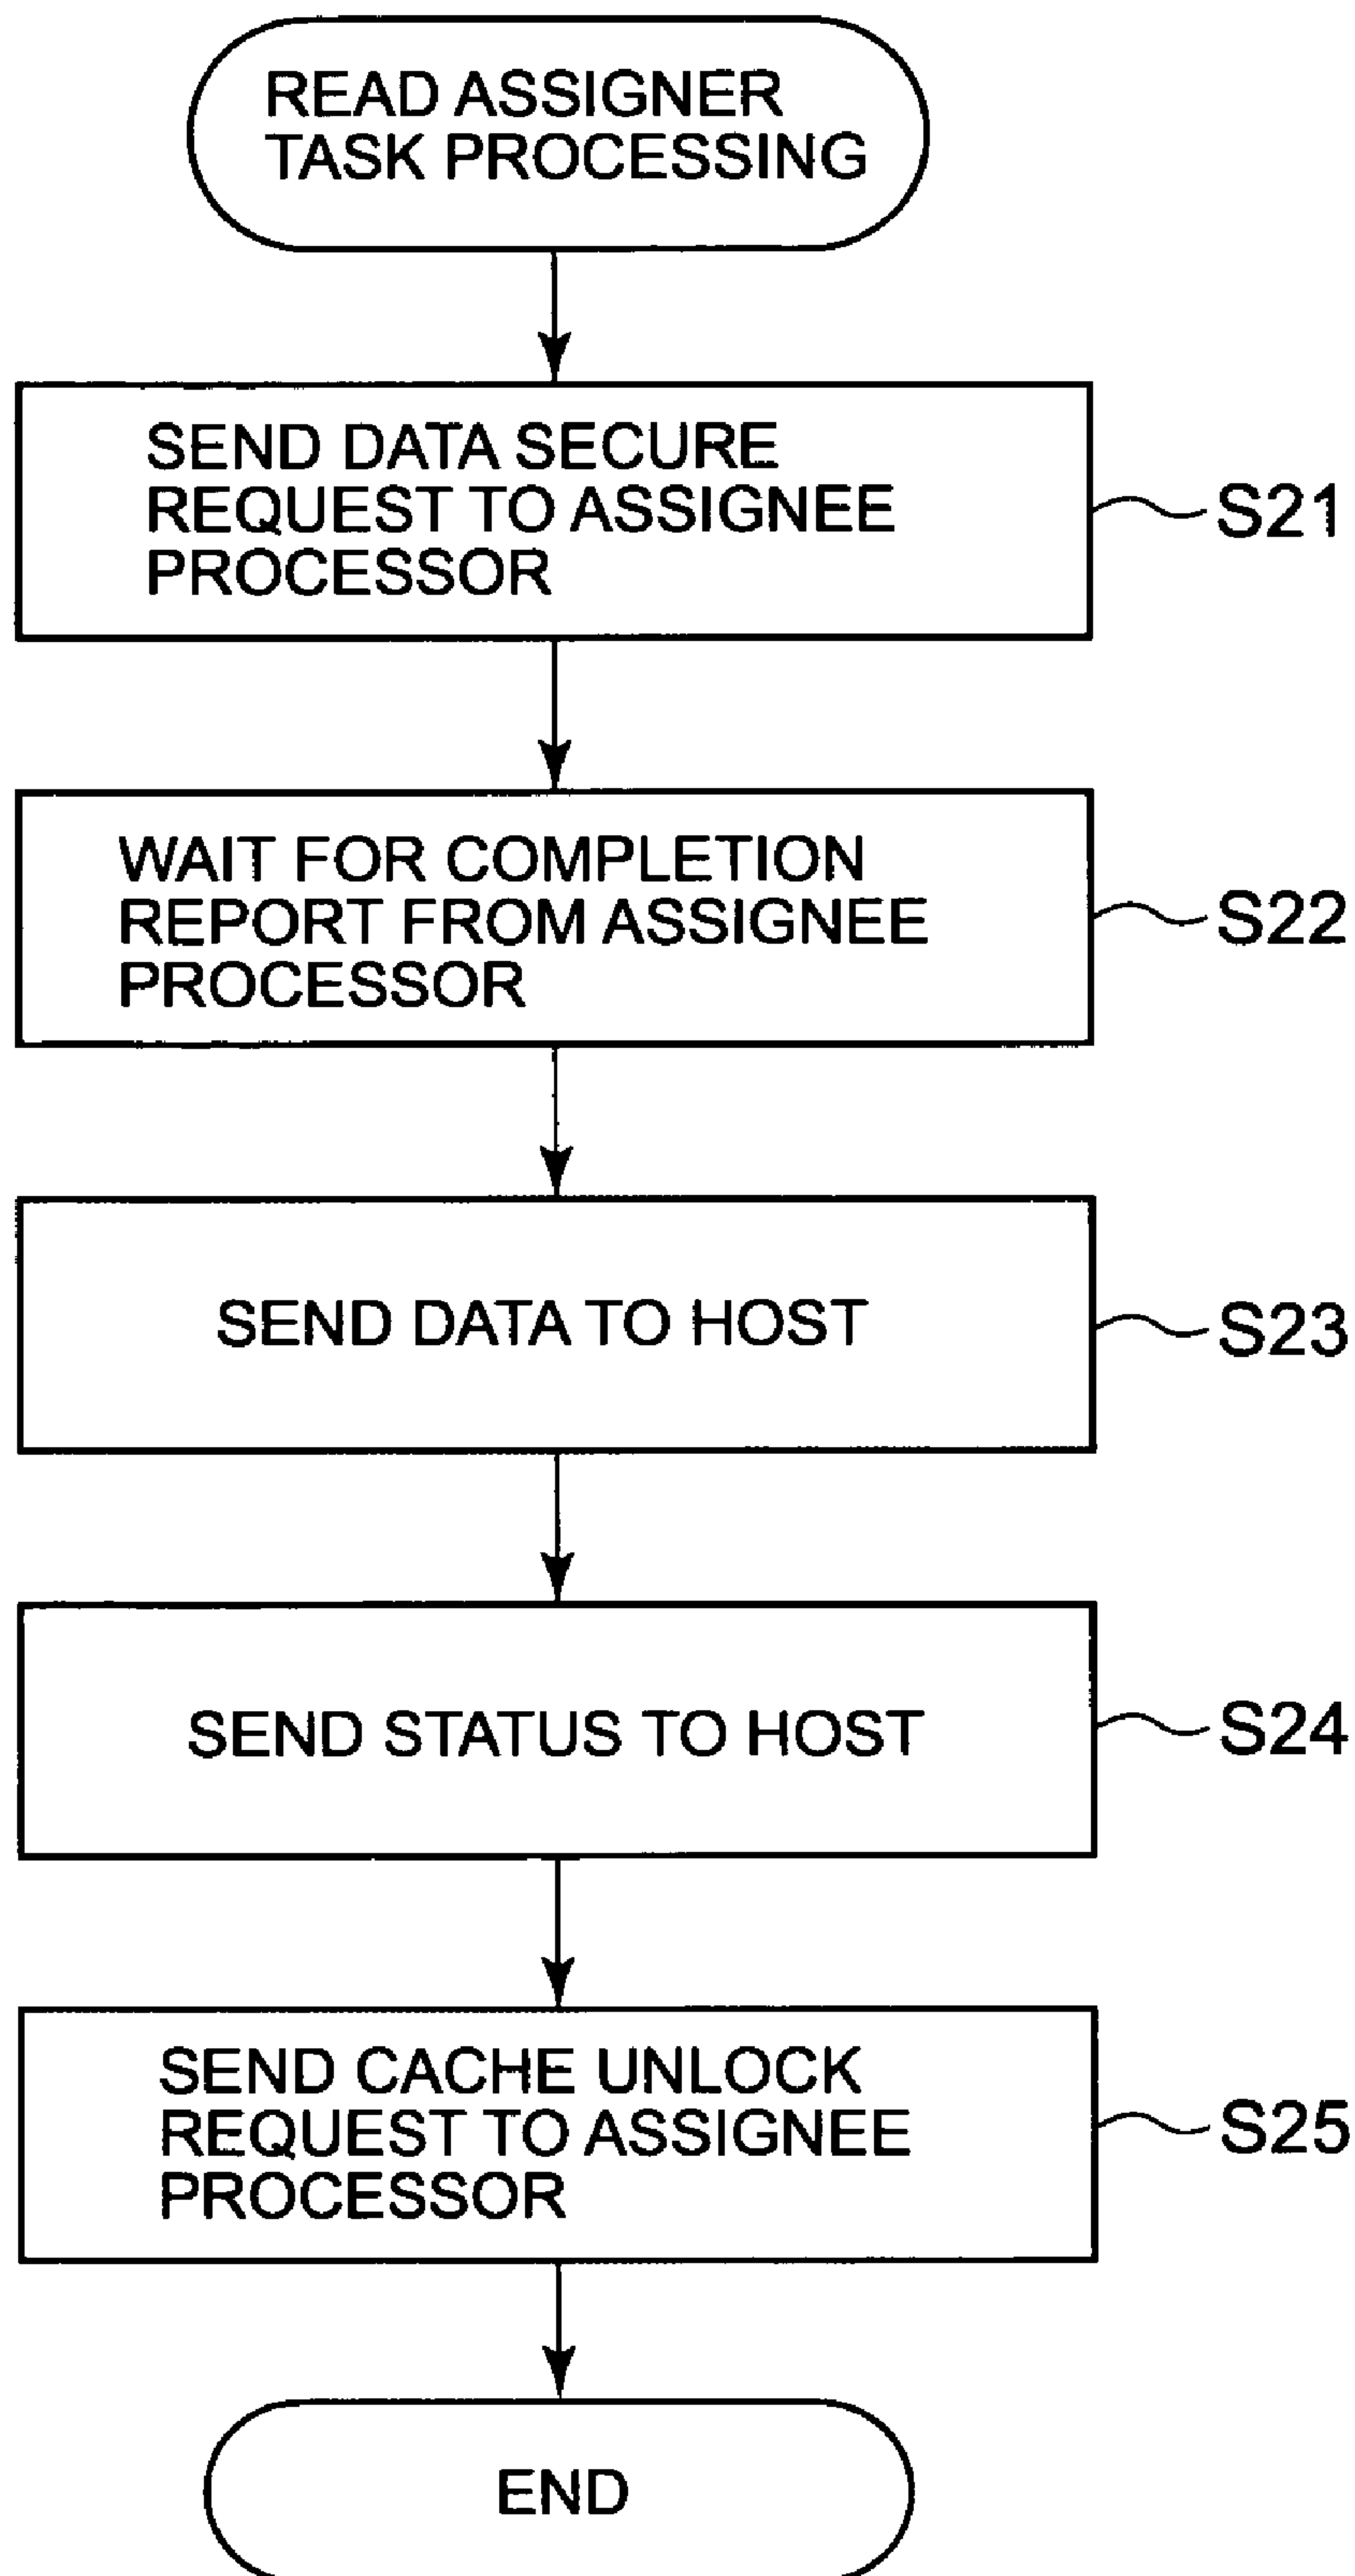 READ ASSIGNER
TASK PROCESSING
SEND DATA SECURE
REQUEST TO ASSIGNEE
PROCESSOR
S21
WAIT FOR COMPLETION
REPORT FROM ASSIGNEE
PROCESSOR
S22
SEND DATA TO HOST
S23
SEND STATUS TO HOST
S24
SEND CACHE UNLOCK
REQUEST TO ASSIGNEE
PROCESSOR
S25
END